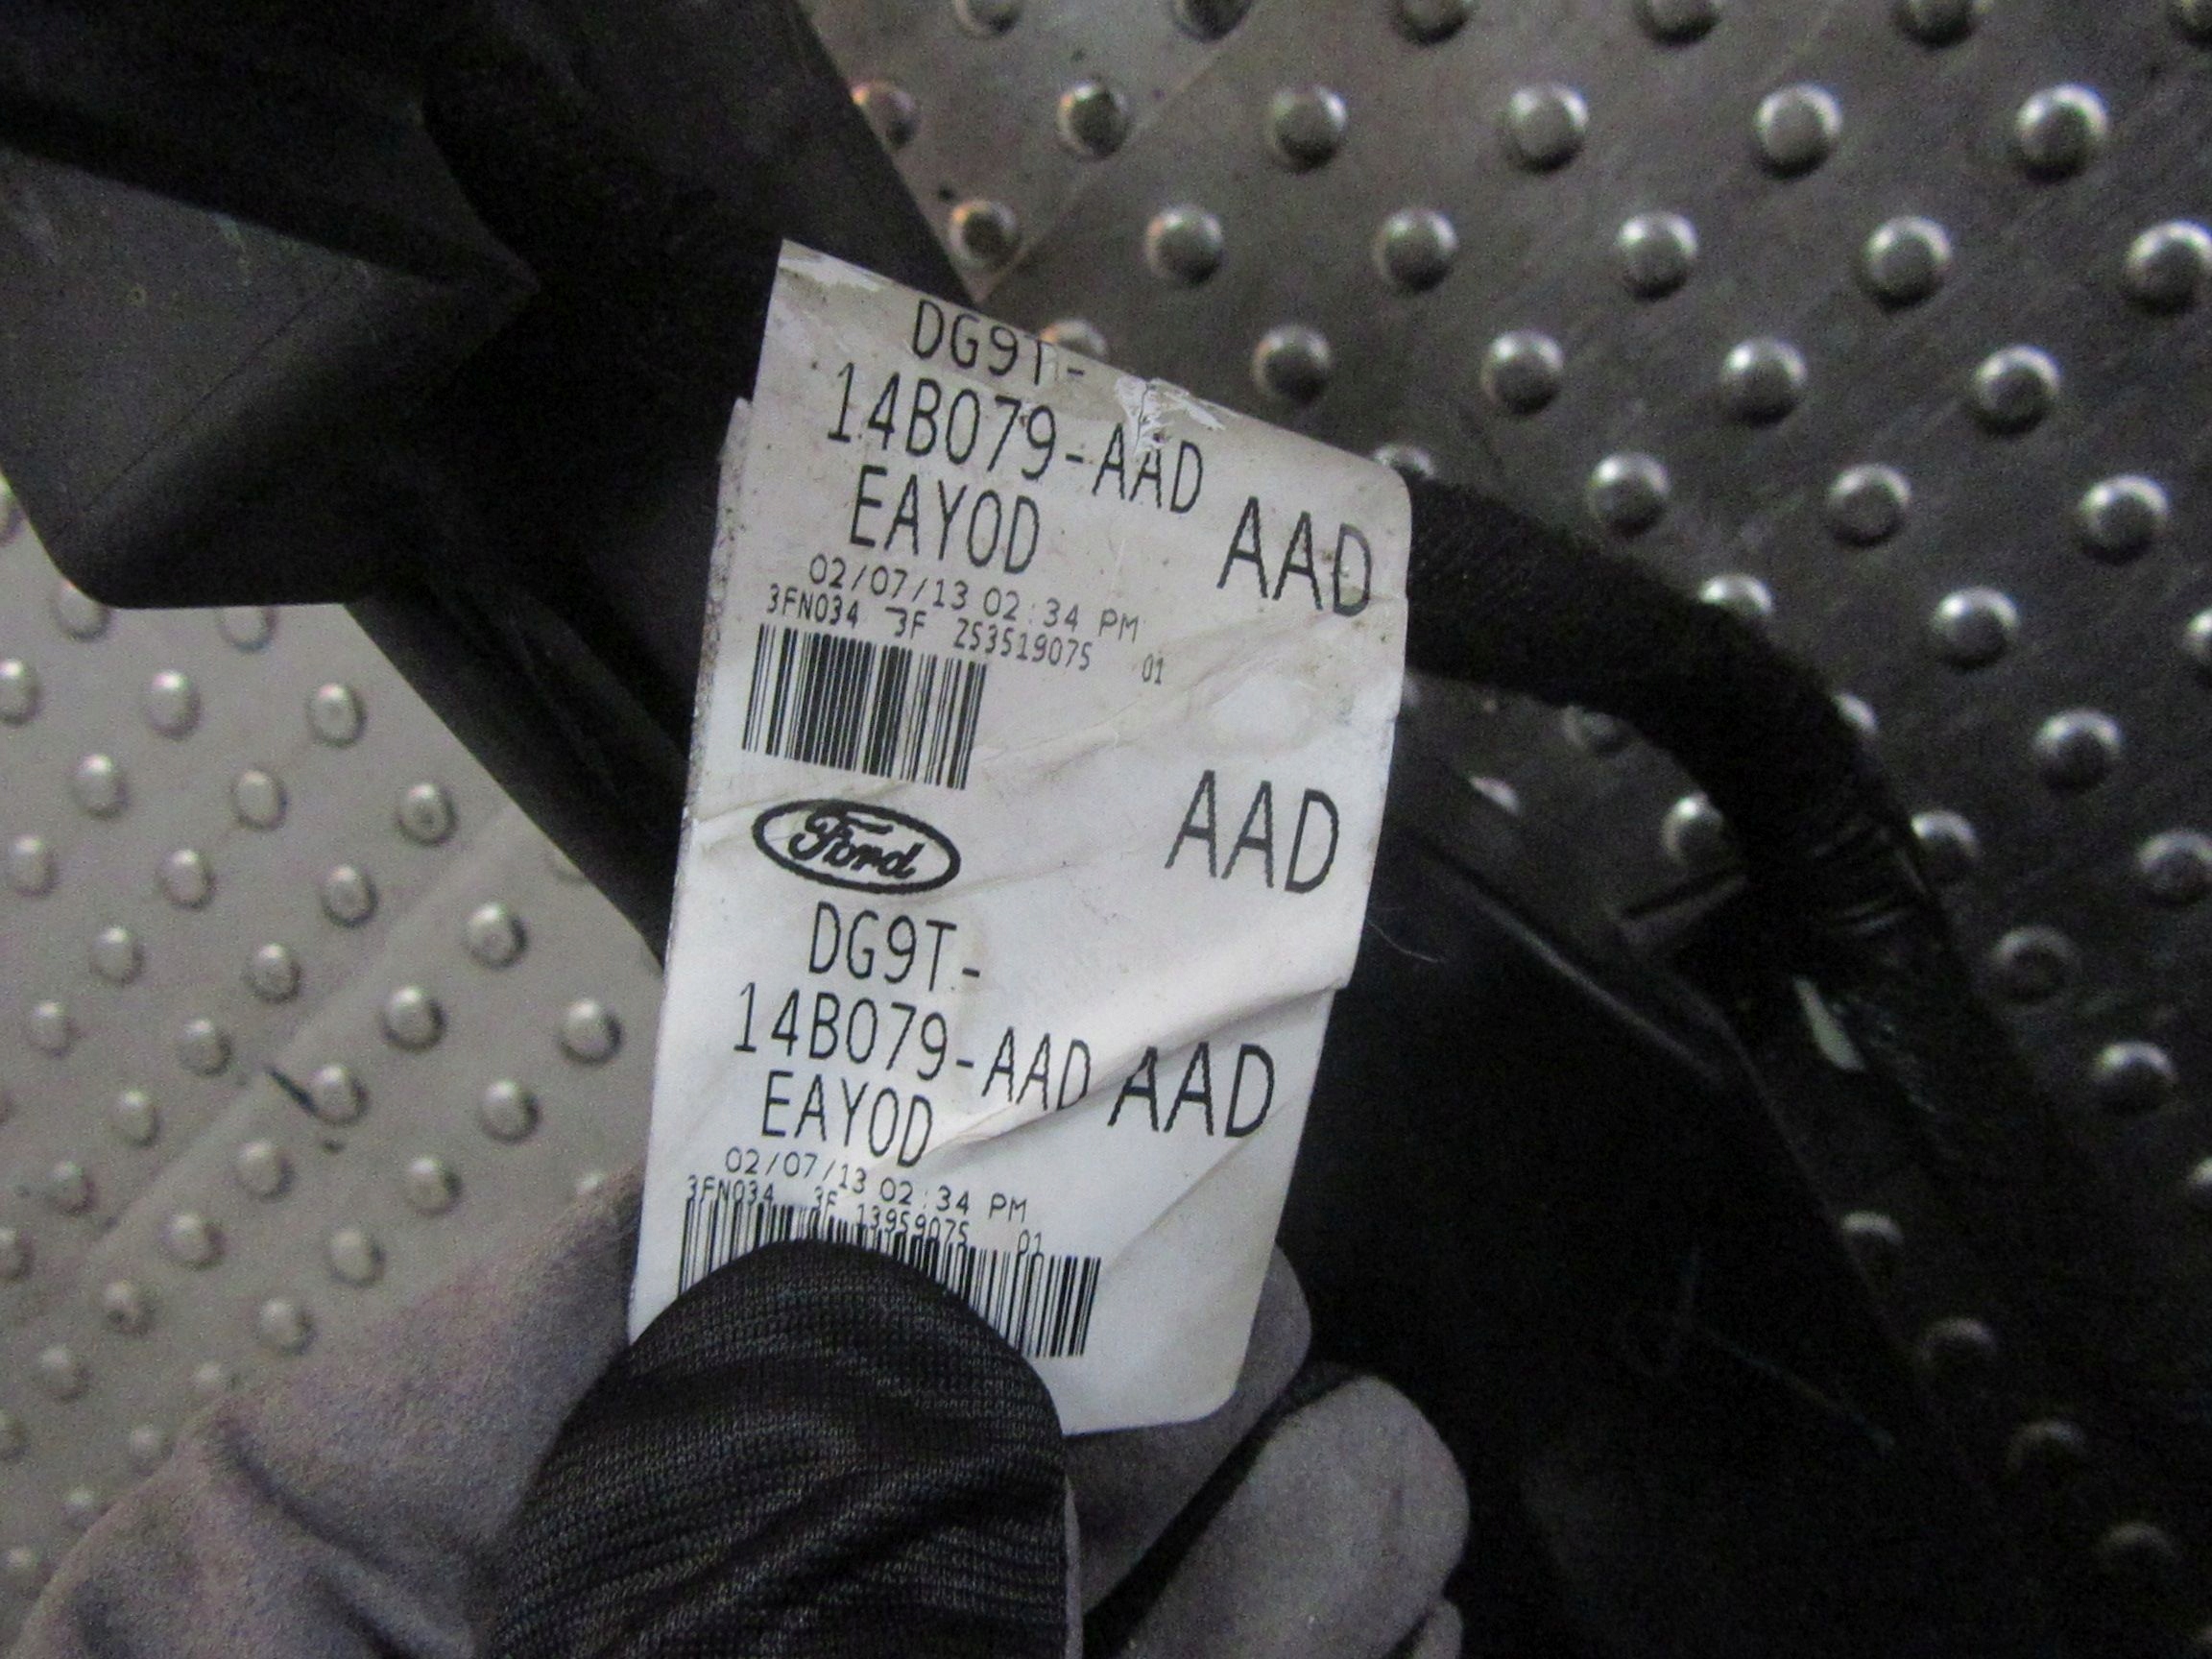 DG9T-
14B079-AAD
EAYOD AAD
02/07/13 02:34 PM
3FN034 3F Z53519075 01
Ford AAD
DG9T-
14B079-AAD AAD
EAYOD
02/07/13 02:34 PM
3FN034 3F 13959075 01